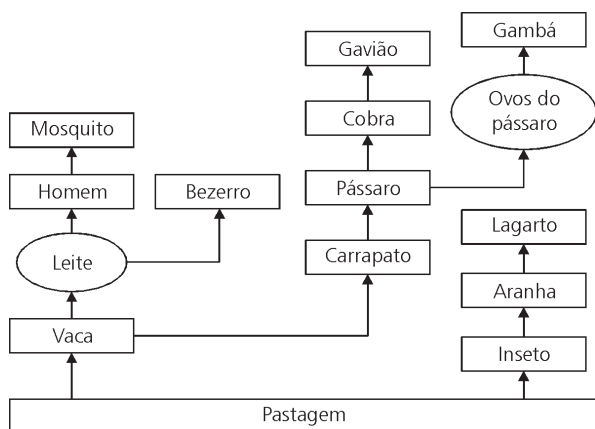 Gavião
Gambá
Mosquito
Cobra
Ovos do
pássaro
Homem
Bezerro
Pássaro
Leite
Carrapato
Lagarto
Aranha
Vaca
Inseto
Pastagem